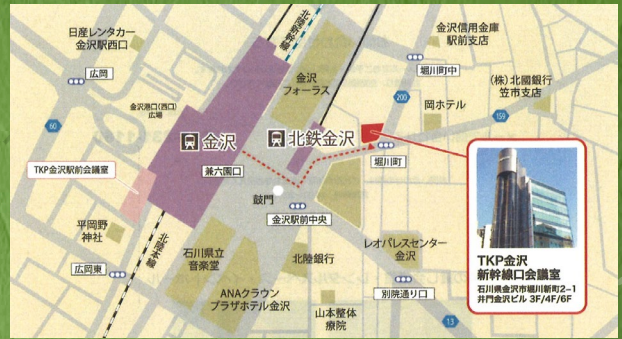 日産レンタカー
金沢駅西口
北陸新幹線
金沢信用金庫
駅前支店
広岡
金沢
フォーラス
堀川町中
(株)北國銀行
笠市支店
金沢港口(西口)
広場
200
岡ホテル
159
60
金沢
北鉄金沢
堀川町
TKP金沢駅前会議室
兼六園口
鼓門
金沢駅前中央
平岡野
神社
北陸本線
石川県立
音楽堂
北陸銀行
レオパレスセンター
金沢
広岡東
ANAクラウン
プラザホテル金沢
別院通り口
山本整体
療院
13
TKP金沢
新幹線口会議室
石川県金沢市堀川新町2−1
井門金沢ビル 3F/4F/6F